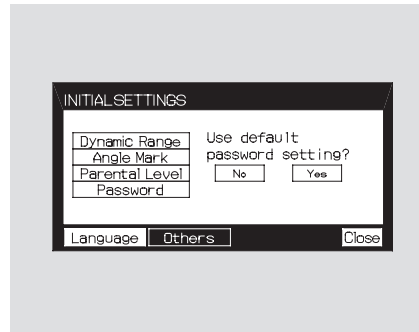 INITIAL SETTINGS
Dynamic Range
Angle Mark
Parental Level
Password
Use default
password setting?
No Yes
Language Others Close